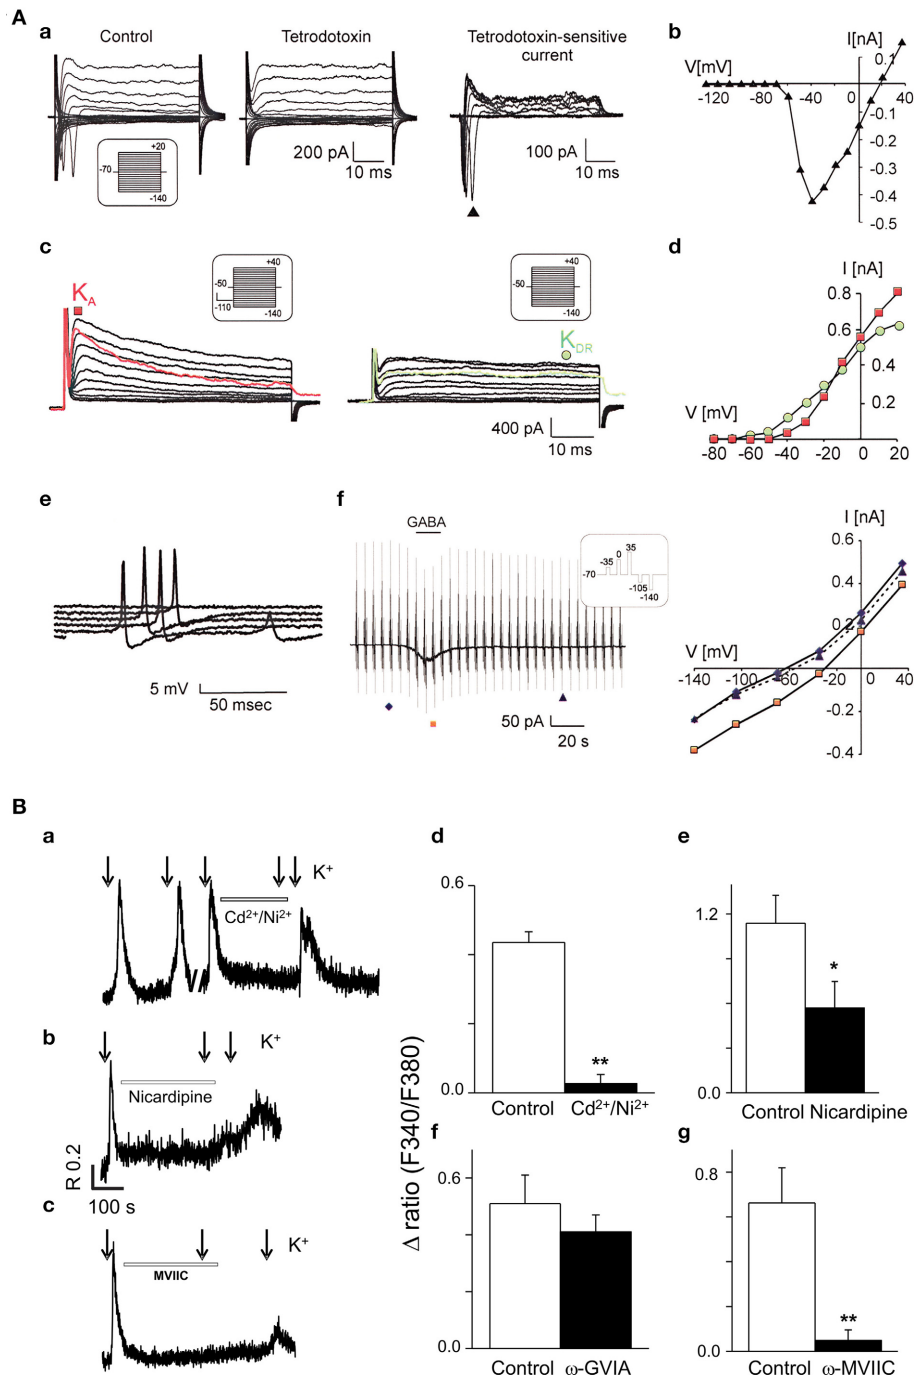 A
a
Control
Tetrodotoxin
Tetrodotoxin-sensitive
current
+20
-70
-140
200 pA
10 ms
100 pA
10 ms
b
I[nA]
V[mV]
0.1
-120 -80 -40 0 40
-0.1
-0.2
-0.3
-0.4
-0.5
c
KA
+40
-50
-110
-140
+40
-50
-140
KDR
400 pA
10 ms
d
I [nA]
0.8
0.6
0.4
0.2
V [mV]
-80 -60 -40 -20 0 20
e
5 mV
50 msec
f
GABA
35
0
-35
-70
-105
-140
50 pA
20 s
I [nA]
0.6
0.4
0.2
V [mV]
-140 -100 -60 -20 0 40
-0.2
-0.4
B
a
K+
Cd2+/Ni2+
b
K+
Nicardipine
R 0.2
100 s
c
K+
MVIIC
Δ ratio (F340/F380)
d
0.6
**
0.0
Control Cd2+/Ni2+
e
1.2
*
0.0
Control Nicardipine
f
0.6
0.0
Control ω-GVIA
g
0.8
**
0.0
Control ω-MVIIC